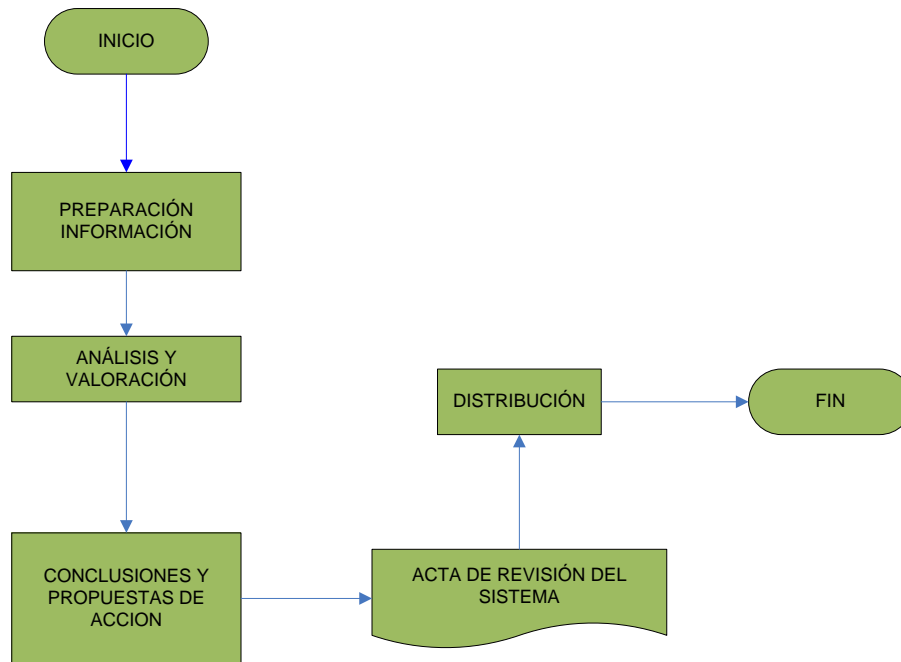 INICIO
PREPARACIÓN
INFORMACIÓN
ANÁLISIS Y
VALORACIÓN
CONCLUSIONES Y
PROPUESTAS DE
ACCION
ACTA DE REVISIÓN DEL
SISTEMA
DISTRIBUCIÓN
FIN